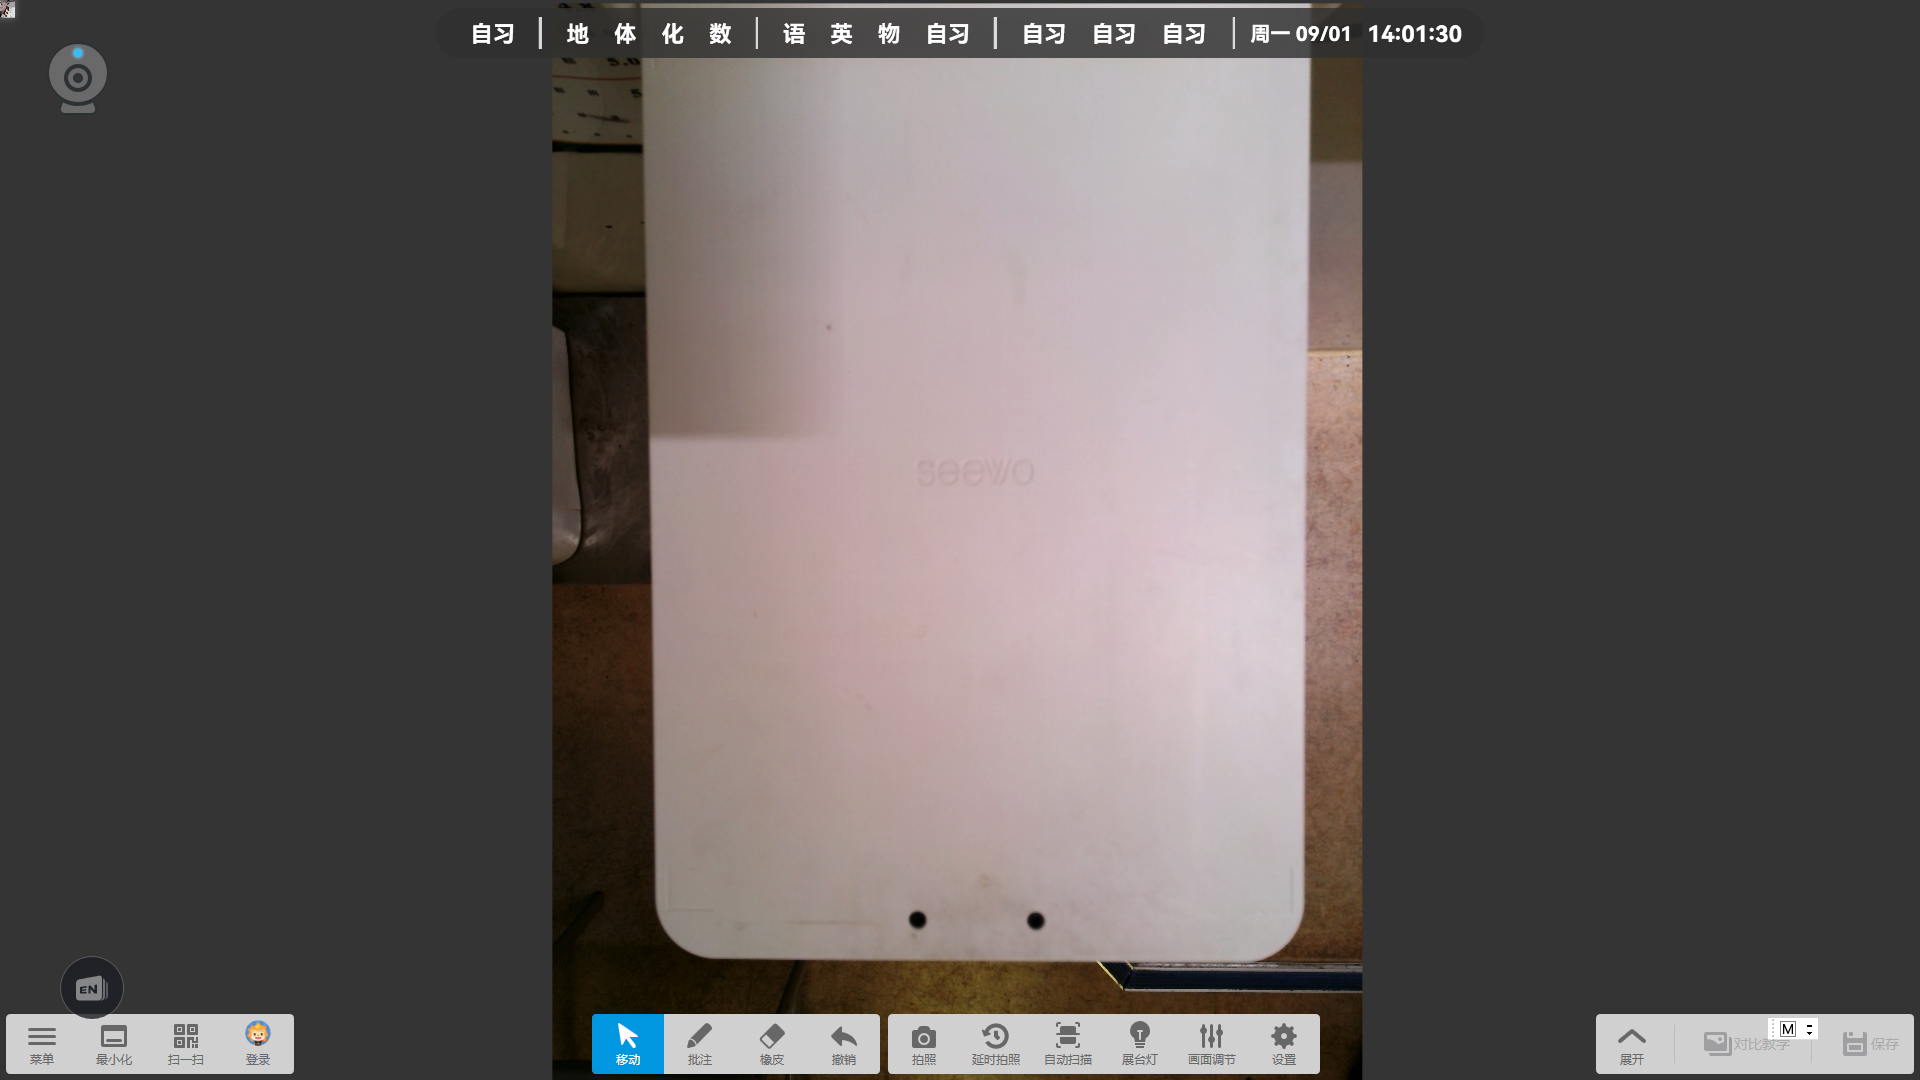 自习 | 地 体 化 数 | 语 英 物 自习 | 自习 自习 自习 | 周一 09/01 14:01:30
5.0
5
seewo
EN
菜单 最小化 扫一扫 登录
移动 批注 橡皮 撤销
拍照 延时拍照 自动扫描 展台灯 画面调节 设置
展开 对比教学 M 保存